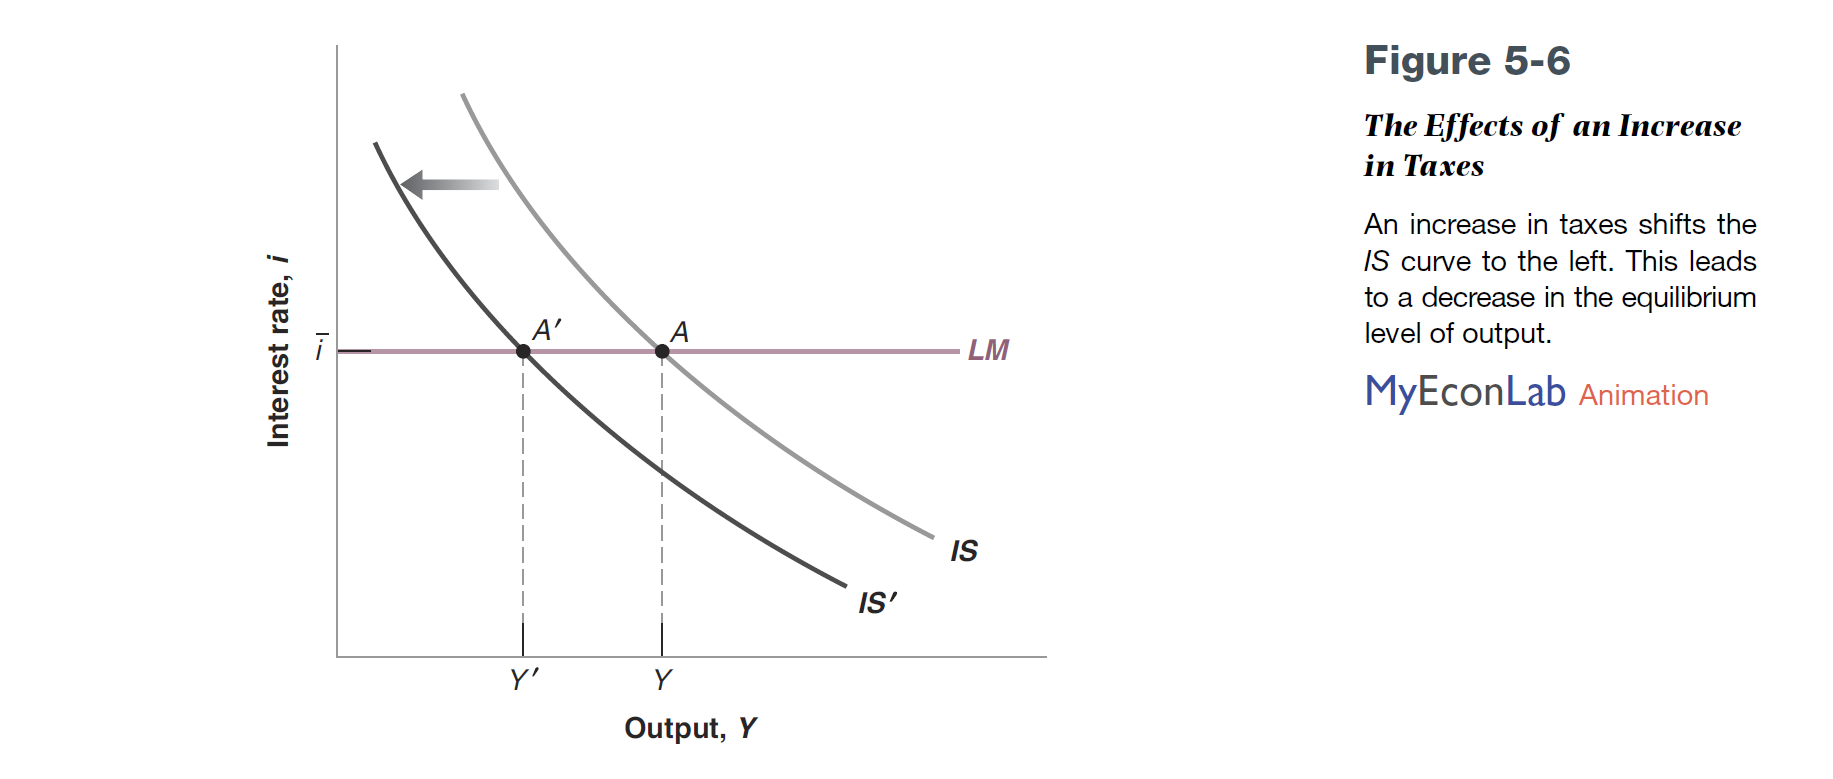 Figure 5-6
The Effects of an Increase
in Taxes
An increase in taxes shifts the
IS curve to the left. This leads
to a decrease in the equilibrium
level of output.
MyEconLab Animation
Interest rate, i
i̅
A′
A
LM
IS
IS′
Y′
Y
Output, Y